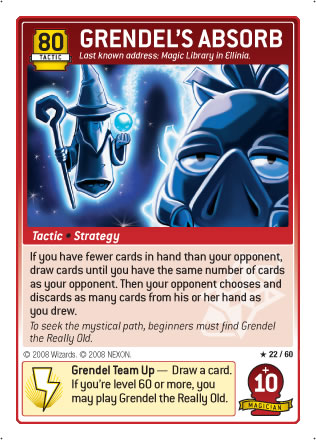 80
TACTIC
GRENDEL'S ABSORB
Last known address: Magic Library in Ellinia.
Tactic • Strategy
If you have fewer cards in hand than your opponent,
draw cards until you have the same number of cards
as your opponent. Then your opponent chooses and
discards as many cards from his or her hand as
you drew.
To seek the mystical path, beginners must find Grendel
the Really Old.
© 2008 Wizards. © 2008 NEXON.
★ 22 / 60
Grendel Team Up — Draw a card.
If you're level 60 or more, you
may play Grendel the Really Old.
+
10
MAGICIAN